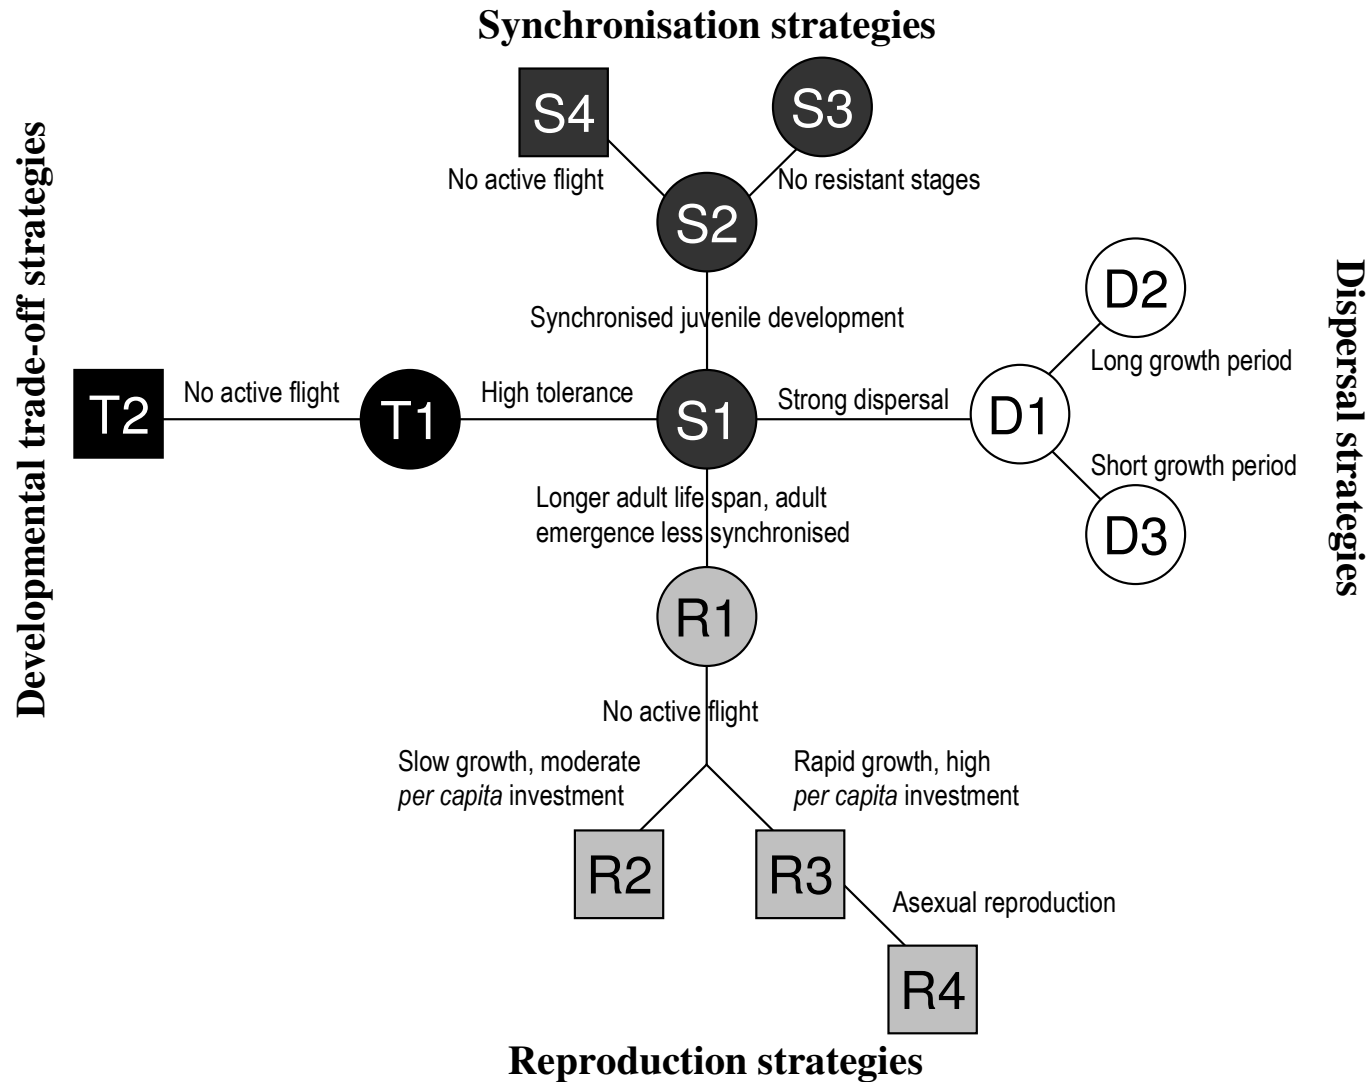 Synchronisation strategies
S4
S3
No active flight
No resistant stages
S2
Developmental trade-off strategies
Synchronised juvenile development
D2
Dispersal strategies
Long growth period
T2
No active flight
T1
High tolerance
S1
Strong dispersal
D1
Short growth period
Longer adult life span, adult
emergence less synchronised
D3
R1
No active flight
Slow growth, moderate
per capita investment
Rapid growth, high
per capita investment
R2
R3
Asexual reproduction
R4
Reproduction strategies